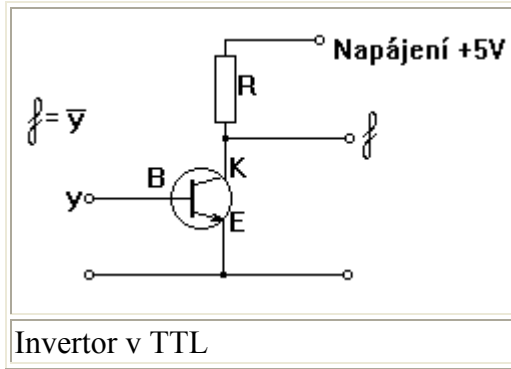 Napájení +5V
R
f = y̅
f
K
B
y
E
Invertor v TTL